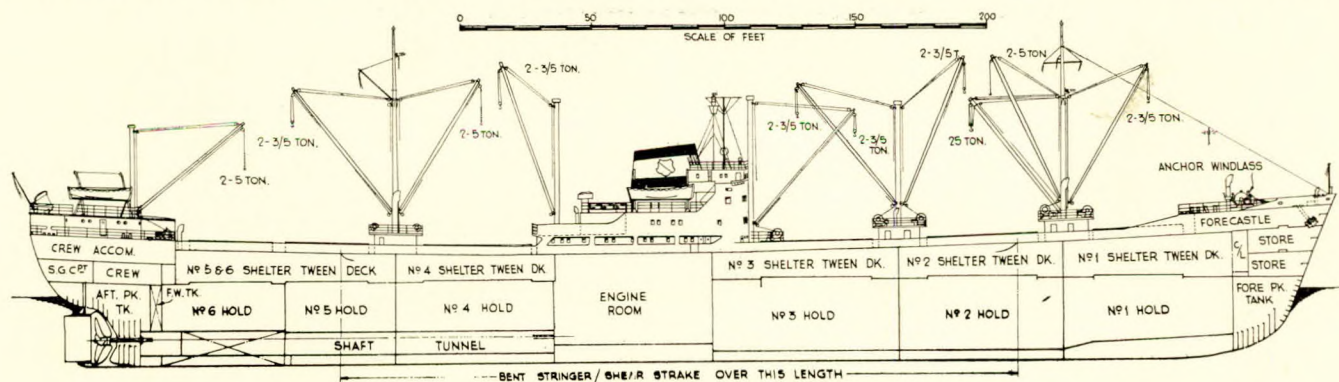 0 50 100 150 200
SCALE OF FEET
2-3/5 TON.
2-3/5 T.
2-5 TON
2-3/5 TON.
2-5 TON.
2-3/5 TON.
2-3/5 TON.
25 TON.
2-3/5 TON.
2-5 TON.
ANCHOR WINDLASS
FORECASTLE
CREW ACCOM.
S.G CPT
CREW
Nº 5 & 6 SHELTER TWEEN DECK
Nº 4 SHELTER TWEEN DK.
Nº 3 SHELTER TWEEN DK.
Nº 2 SHELTER TWEEN DK.
Nº 1 SHELTER TWEEN DK.
C/L
STORE
STORE
AFT. PK.
TK.
F.W. TK.
Nº 6 HOLD
Nº 5 HOLD
Nº 4 HOLD
ENGINE
ROOM
Nº 3 HOLD
Nº 2 HOLD
Nº 1 HOLD
FORE PK.
TANK
SHAFT TUNNEL
BENT STRINGER/SHEAR STRAKE OVER THIS LENGTH